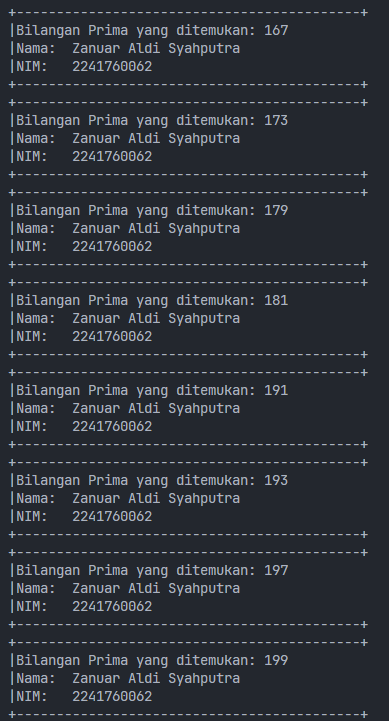 +-------------------------------------------+
|Bilangan Prima yang ditemukan: 167
|Nama:  Zanuar Aldi Syahputra
|NIM:   2241760062
+-------------------------------------------+
+-------------------------------------------+
|Bilangan Prima yang ditemukan: 173
|Nama:  Zanuar Aldi Syahputra
|NIM:   2241760062
+-------------------------------------------+
+-------------------------------------------+
|Bilangan Prima yang ditemukan: 179
|Nama:  Zanuar Aldi Syahputra
|NIM:   2241760062
+-------------------------------------------+
+-------------------------------------------+
|Bilangan Prima yang ditemukan: 181
|Nama:  Zanuar Aldi Syahputra
|NIM:   2241760062
+-------------------------------------------+
+-------------------------------------------+
|Bilangan Prima yang ditemukan: 191
|Nama:  Zanuar Aldi Syahputra
|NIM:   2241760062
+-------------------------------------------+
+-------------------------------------------+
|Bilangan Prima yang ditemukan: 193
|Nama:  Zanuar Aldi Syahputra
|NIM:   2241760062
+-------------------------------------------+
+-------------------------------------------+
|Bilangan Prima yang ditemukan: 197
|Nama:  Zanuar Aldi Syahputra
|NIM:   2241760062
+-------------------------------------------+
+-------------------------------------------+
|Bilangan Prima yang ditemukan: 199
|Nama:  Zanuar Aldi Syahputra
|NIM:   2241760062
+-------------------------------------------+